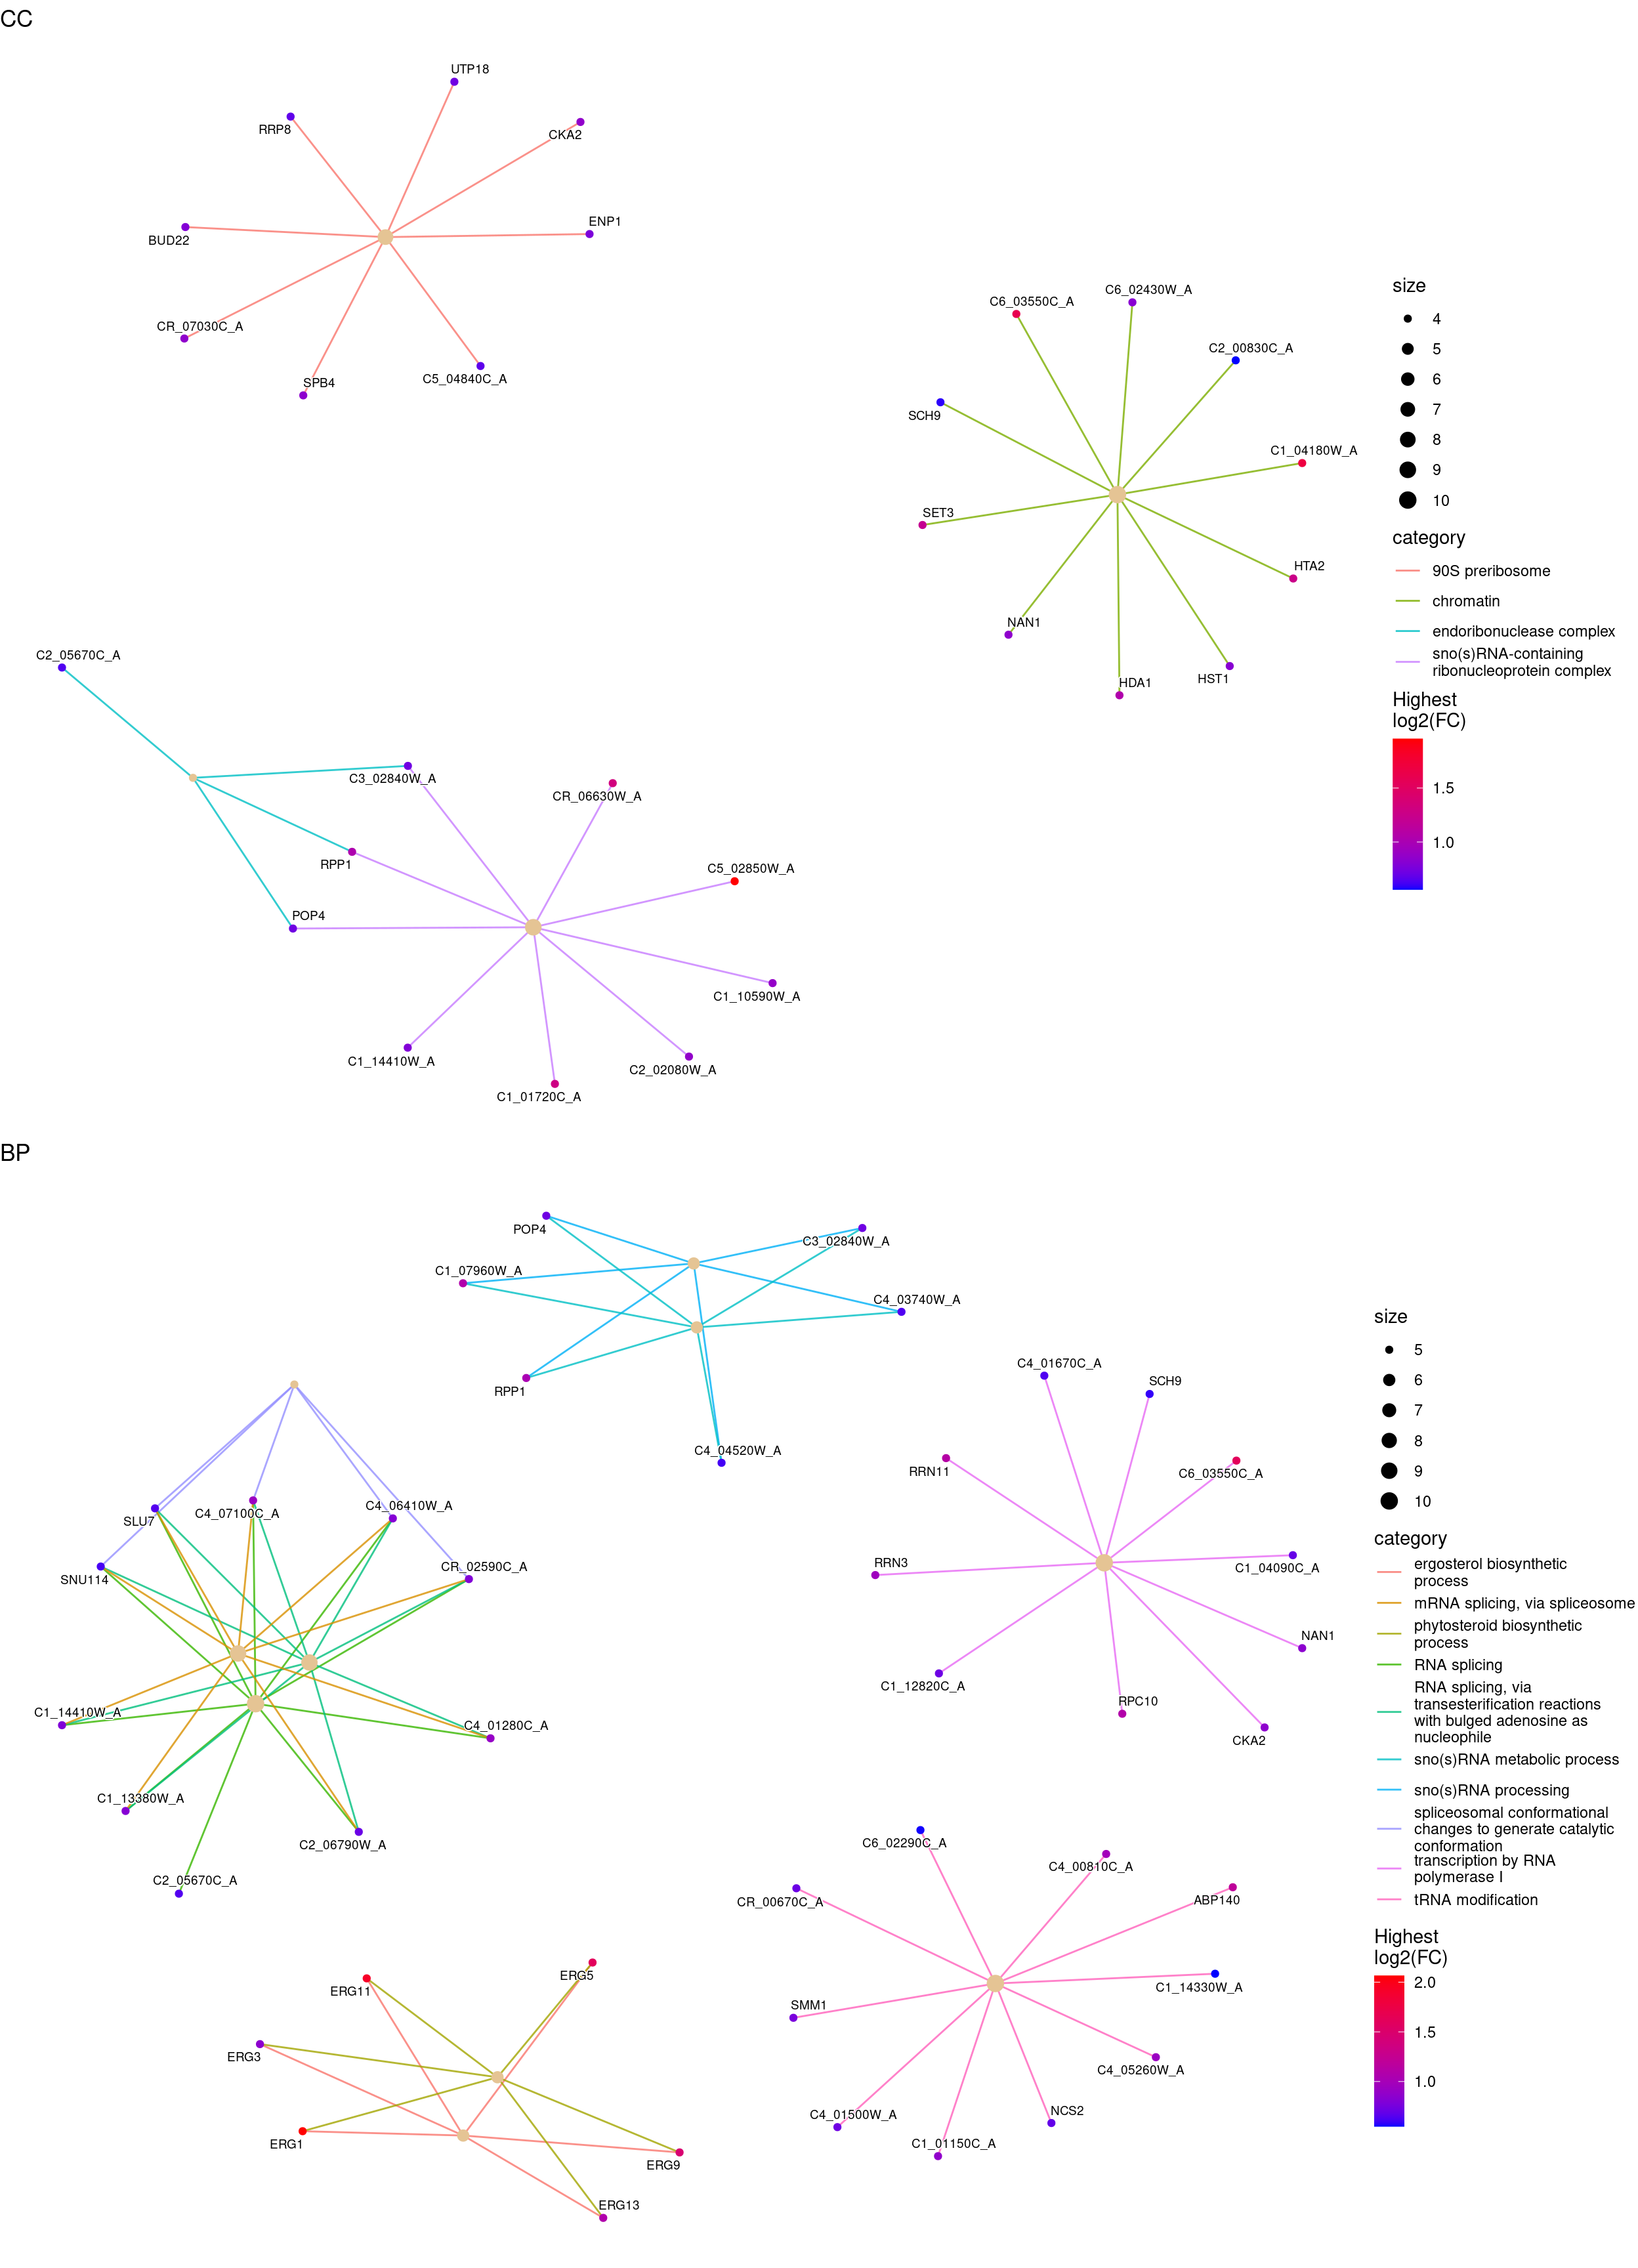 CC
UTP18
RRP8
CKA2
BUD22
ENP1
CR_07030C_A
SPB4
C5_04840C_A
C6_03550C_A
C6_02430W_A
C2_00830C_A
SCH9
C1_04180W_A
SET3
HTA2
NAN1
HDA1
HST1
size
4
5
6
7
8
9
10
category
90S preribosome
chromatin
endoribonuclease complex
sno(s)RNA-containing
ribonucleoprotein complex
Highest
log2(FC)
1.5
1.0
C2_05670C_A
C3_02840W_A
CR_06630W_A
RPP1
C5_02850W_A
POP4
C1_10590W_A
C1_14410W_A
C2_02080W_A
C1_01720C_A
BP
POP4
C3_02840W_A
C1_07960W_A
C4_03740W_A
RPP1
C4_04520W_A
SLU7
C4_07100C_A
C4_06410W_A
SNU114
CR_02590C_A
C1_14410W_A
C4_01280C_A
C1_13380W_A
C2_06790W_A
C2_05670C_A
C4_01670C_A
SCH9
RRN11
C6_03550C_A
RRN3
C1_04090C_A
NAN1
C1_12820C_A
RPC10
CKA2
C6_02290C_A
C4_00810C_A
CR_00670C_A
ABP140
C1_14330W_A
SMM1
C4_05260W_A
C4_01500W_A
NCS2
C1_01150C_A
ERG11
ERG5
ERG3
ERG1
ERG9
ERG13
size
5
6
7
8
9
10
category
ergosterol biosynthetic
process
mRNA splicing, via spliceosome
phytosteroid biosynthetic
process
RNA splicing
RNA splicing, via
transesterification reactions
with bulged adenosine as
nucleophile
sno(s)RNA metabolic process
sno(s)RNA processing
spliceosomal conformational
changes to generate catalytic
conformation
transcription by RNA
polymerase I
tRNA modification
Highest
log2(FC)
2.0
1.5
1.0